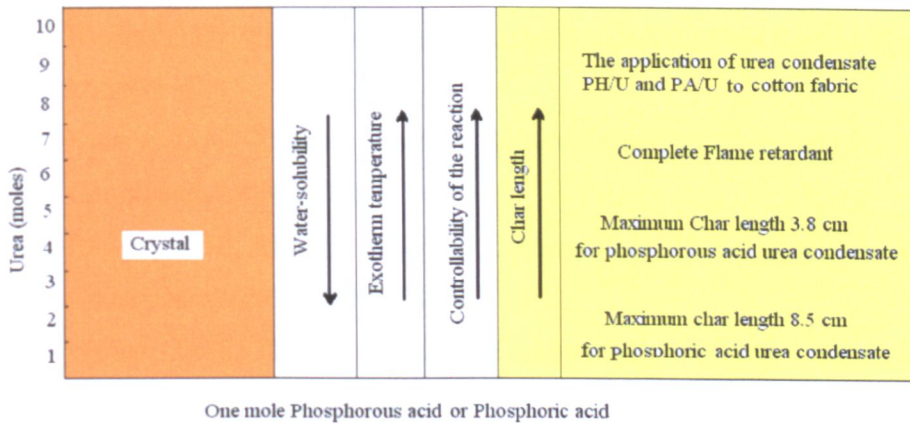 10
9
8
7
6
5
4
3
2
1
Urea (moles)
Crystal
Water-solubility
Exotherm temperature
Controllability of the reaction
Char length
The application of urea condensate
PH/U and PA/U to cotton fabric
Complete Flame retardant
Maximum Char length 3.8 cm
for phosphorous acid urea condensate
Maximum char length 8.5 cm
for phosphoric acid urea condensate
One mole Phosphorous acid or Phosphoric acid